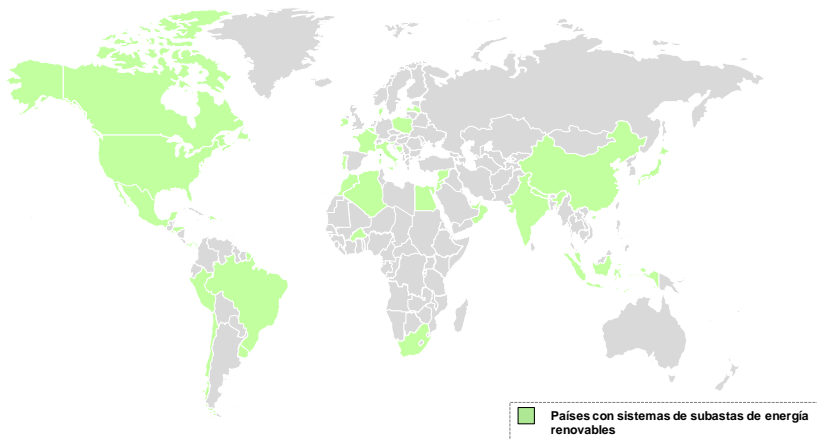 Países con sistemas de subastas de energía
renovables